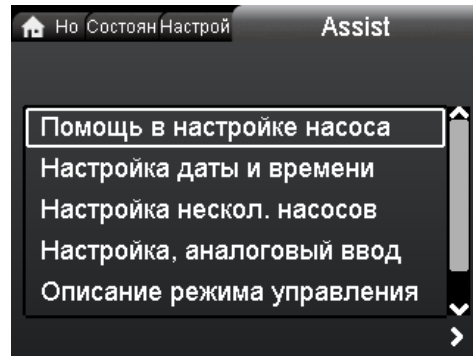 Но Состоян Настрой Assist
Помощь в настройке насоса
Настройка даты и времени
Настройка нескол. насосов
Настройка, аналоговый ввод
Описание режима управления